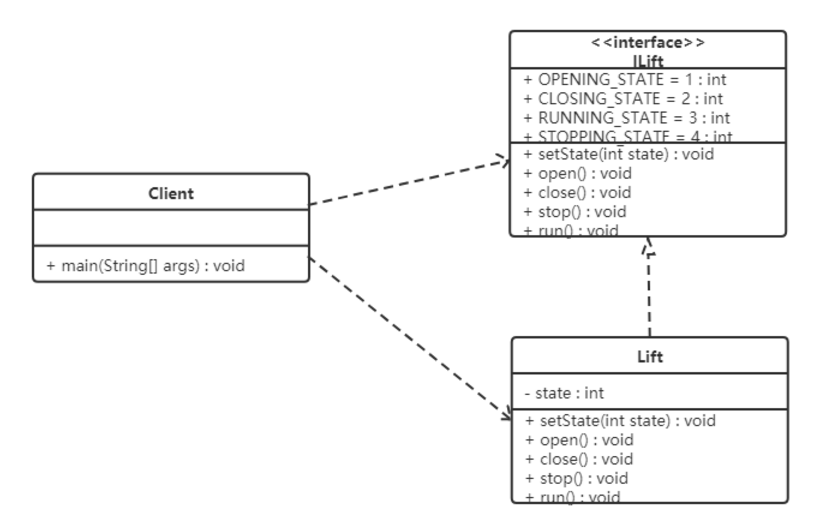 <<interface>>
ILift
+ OPENING_STATE = 1 : int
+ CLOSING_STATE = 2 : int
+ RUNNING_STATE = 3 : int
+ STOPPING_STATE = 4 : int
+ setState(int state) : void
+ open() : void
+ close() : void
+ stop() : void
+ run() : void
Client
+ main(String[] args) : void
Lift
- state : int
+ setState(int state) : void
+ open() : void
+ close() : void
+ stop() : void
+ run() : void